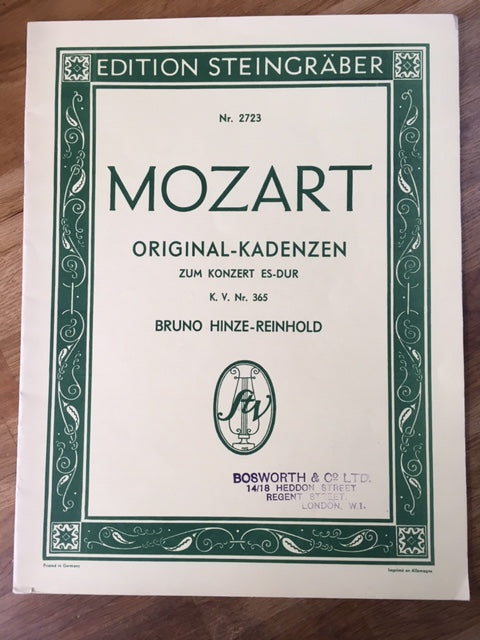 EDITION STEINGRÄBER
Nr. 2723
MOZART
ORIGINAL-KADENZEN
ZUM KONZERT ES-DUR
K. V. Nr. 365
BRUNO HINZE-REINHOLD
StV
BOSWORTH & CO LTD.
14/18 HEDDON STREET
REGENT STREET,
LONDON, W.1.
Printed in Germany
Imprimé en Allemagne